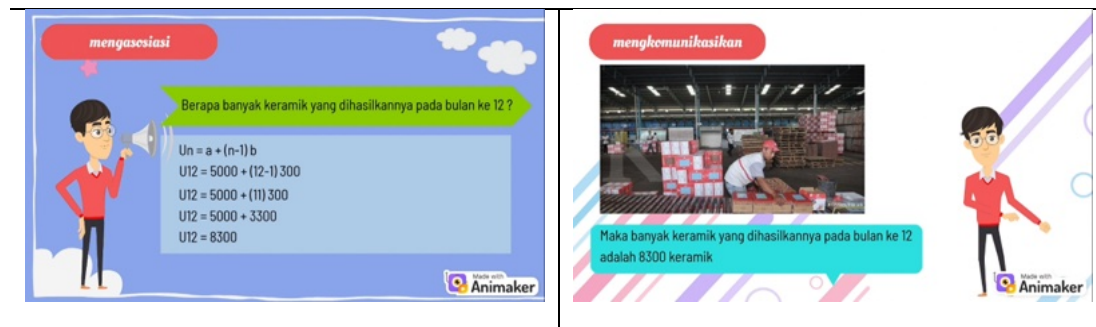 mengasosiasi
Berapa banyak keramik yang dihasilkannya pada bulan ke 12 ?
Un = a + (n-1) b
U12 = 5000 + (12-1) 300
U12 = 5000 + (11) 300
U12 = 5000 + 3300
U12 = 8300
Made with
Animaker
mengkomunikasikan
Maka banyak keramik yang dihasilkannya pada bulan ke 12
adalah 8300 keramik
Made with
Animaker